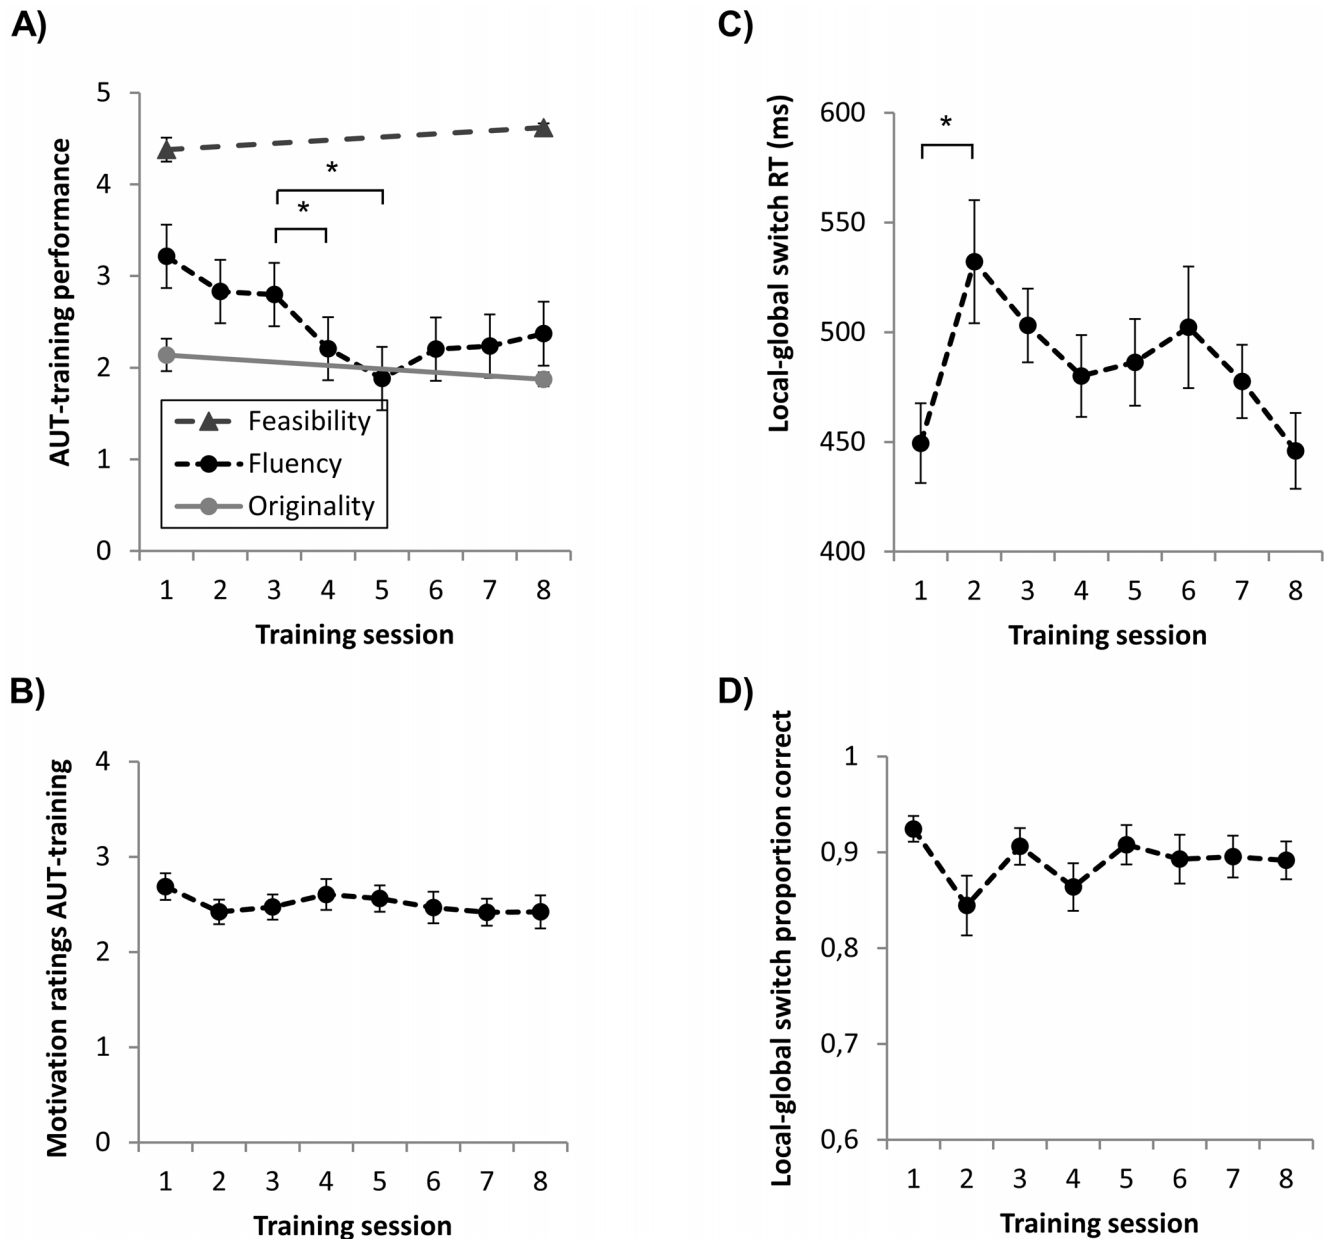 A)
AUT-training performance
5
4
3
2
1
0
*
*
Feasibility
Fluency
Originality
1 2 3 4 5 6 7 8
Training session
C)
Local-global switch RT (ms)
600
550
500
450
400
*
1 2 3 4 5 6 7 8
Training session
B)
Motivation ratings AUT-training
4
3
2
1
0
1 2 3 4 5 6 7 8
Training session
D)
Local-global switch proportion correct
1
0,9
0,8
0,7
0,6
1 2 3 4 5 6 7 8
Training session